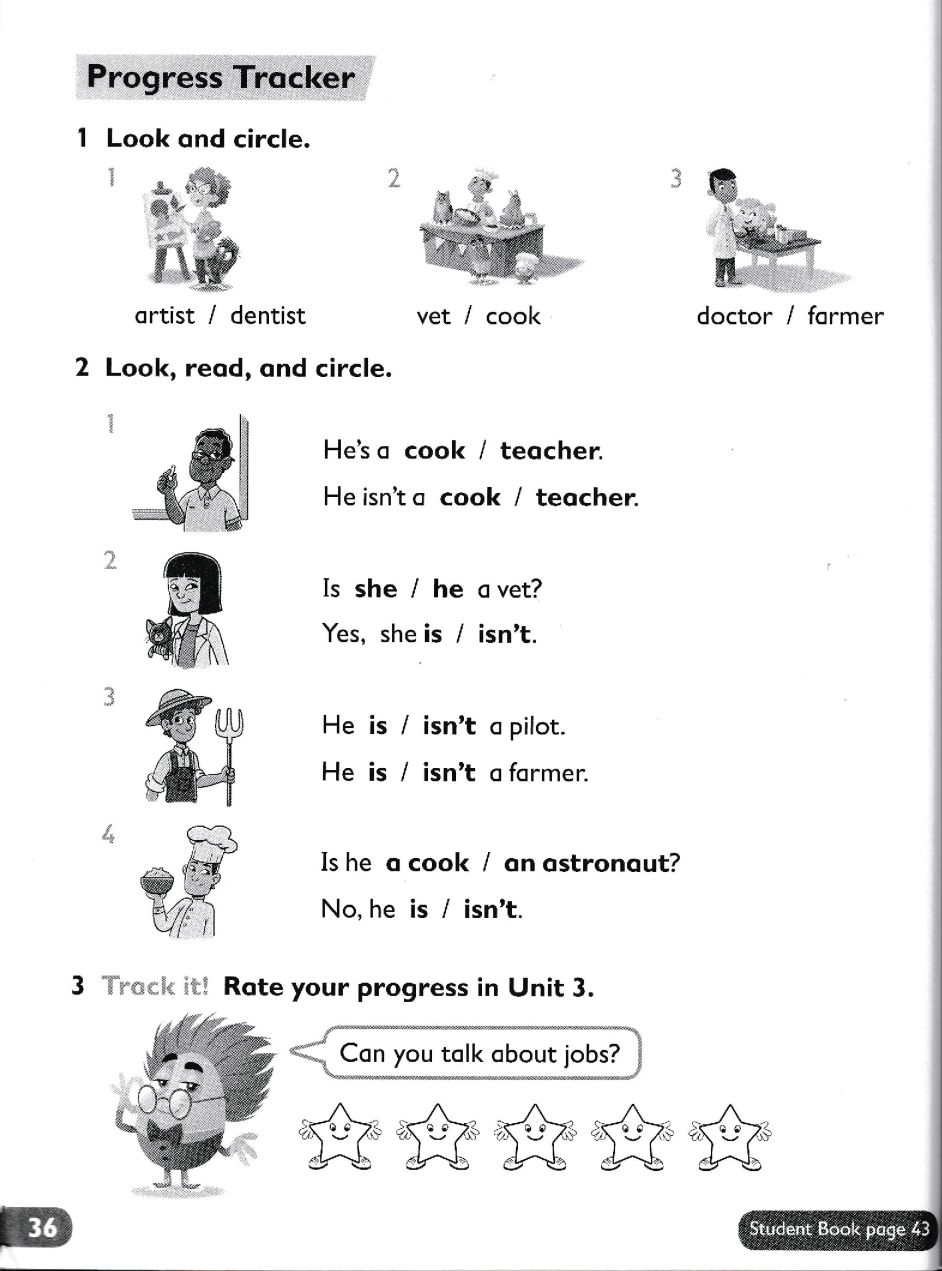 Progress Tracker
1 Look and circle.
1 2 3
artist / dentist vet / cook doctor / farmer
2 Look, read, and circle.
1
He's a cook / teacher.
He isn't a cook / teacher.
2
Is she / he a vet?
Yes, she is / isn't.
3
He is / isn't a pilot.
He is / isn't a farmer.
4
Is he a cook / an astronaut?
No, he is / isn't.
3 Track it! Rate your progress in Unit 3.
Can you talk about jobs?
36 Student Book page 43